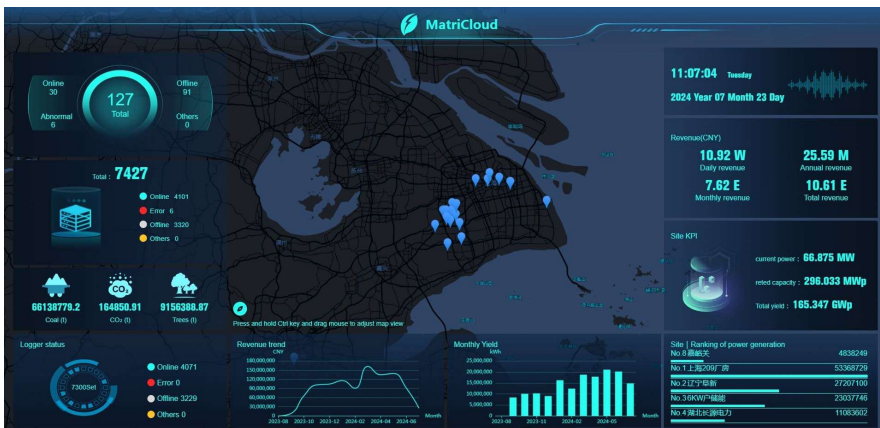 MatriCloud
Online
30
Offline
91
127
Total
Abnormal
6
Others
0
Total : 7427
Online 4101
Error 6
Offline 3320
Others 0
66138779.2
Coal (t)
164850.91
CO₂ (t)
9156388.87
Trees (t)
CO₂
Press and hold Ctrl key and drag mouse to adjust map view
11:07:04 Tuesday
2024 Year 07 Month 23 Day
Revenue(CNY)
10.92 W
Daily revenue
25.59 M
Annual revenue
7.62 E
Monthly revenue
10.61 E
Total revenue
Site KPI
current power : 66.875 MW
reted capacity : 296.033 MWp
Total yield : 165.347 GWp
Logger status
7300Set
Online 4071
Error 0
Offline 3229
Others 0
Revenue trend
CNY
180,000,000
150,000,000
120,000,000
90,000,000
60,000,000
30,000,000
0
2023-08 2023-10 2023-12 2024-02 2024-04 2024-06
Month
Monthly Yield
kWh
25,000,000
20,000,000
15,000,000
10,000,000
5,000,000
0
2023-08 2023-11 2024-02 2024-05
Month
Site | Ranking of power generation
No.8 嘉峪关 4838249
No.1 上海209厂房 53368729
No.2 辽宁阜新 27207100
No.3 6KW户储能 23037746
No.4 湖北长源电力 11083602